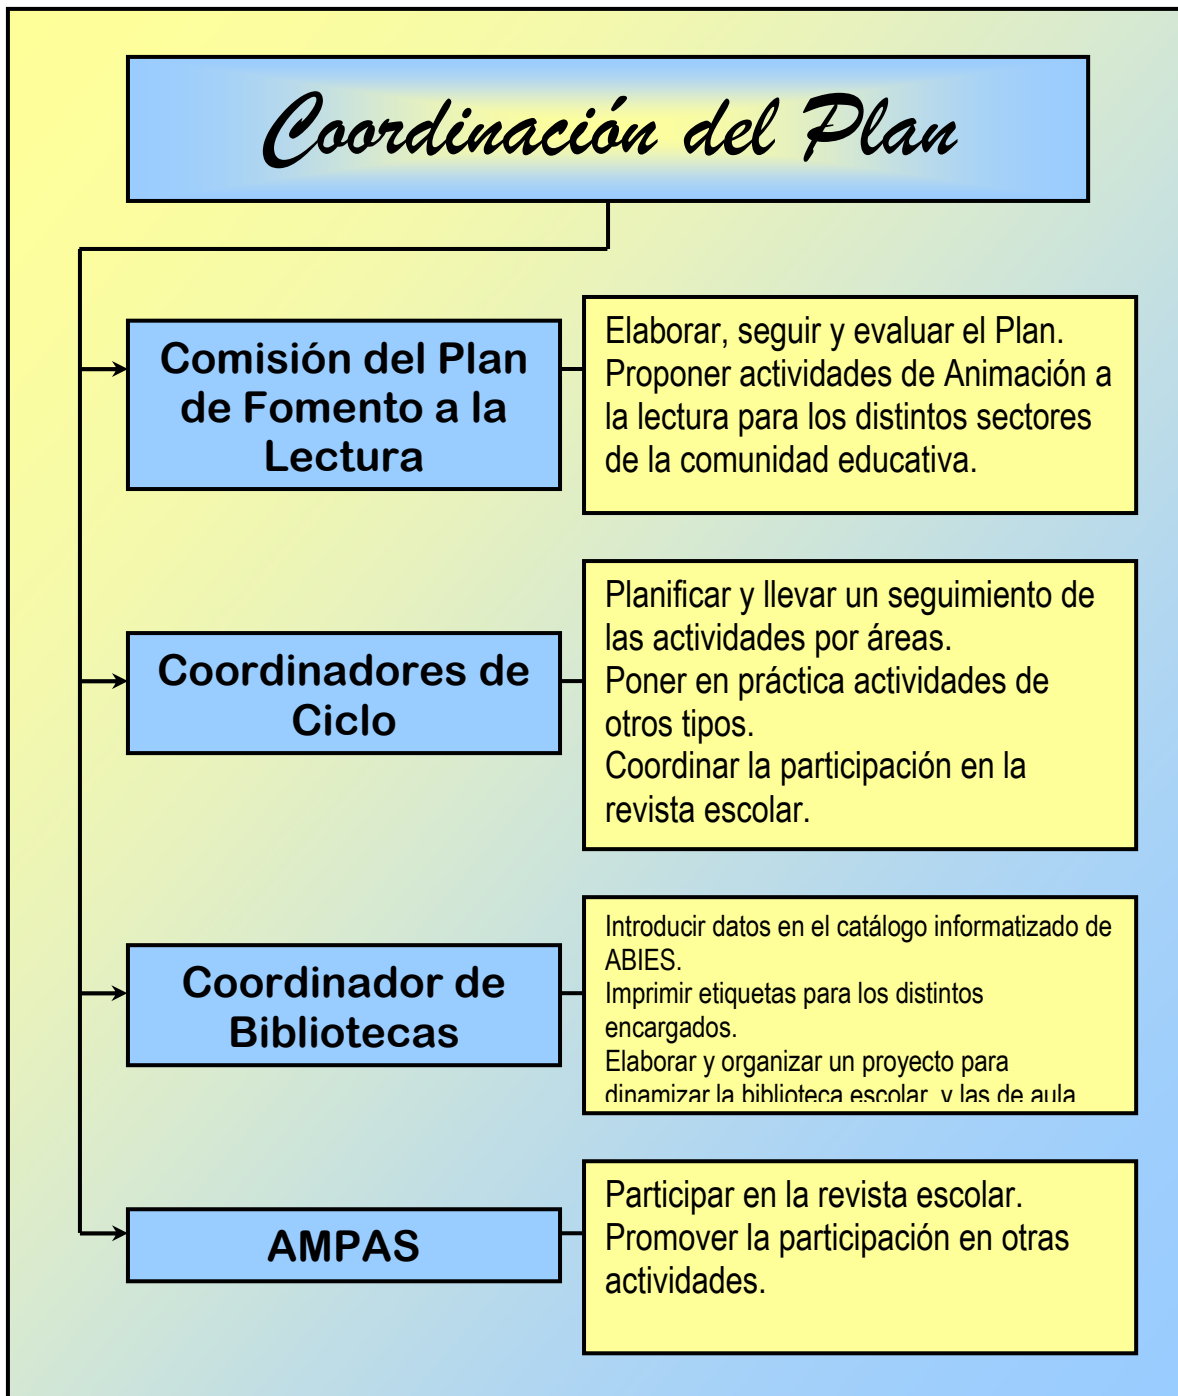 Coordinación del Plan
Comisión del Plan
de Fomento a la
Lectura
Elaborar, seguir y evaluar el Plan.
Proponer actividades de Animación a
la lectura para los distintos sectores
de la comunidad educativa.
Coordinadores de
Ciclo
Planificar y llevar un seguimiento de
las actividades por áreas.
Poner en práctica actividades de
otros tipos.
Coordinar la participación en la
revista escolar.
Coordinador de
Bibliotecas
Introducir datos en el catálogo informatizado de
ABIES.
Imprimir etiquetas para los distintos
encargados.
Elaborar y organizar un proyecto para
dinamizar la biblioteca escolar y las de aula
AMPAS
Participar en la revista escolar.
Promover la participación en otras
actividades.